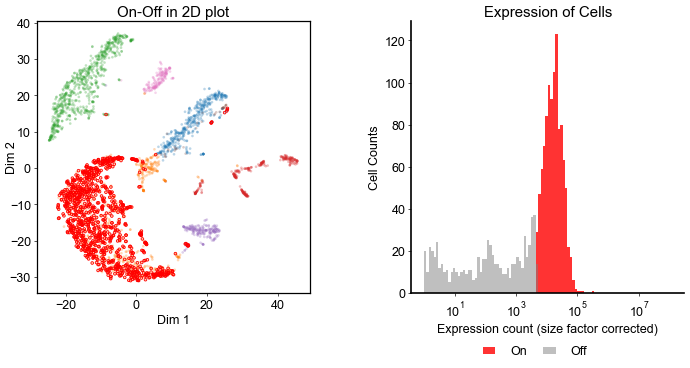 On-Off in 2D plot
40
30
20
10
0
−10
−20
−30
Dim 2
−20 0 20 40
Dim 1
Expression of Cells
120
100
80
60
40
20
0
Cell Counts
10^1 10^3 10^5 10^7
Expression count (size factor corrected)
On Off